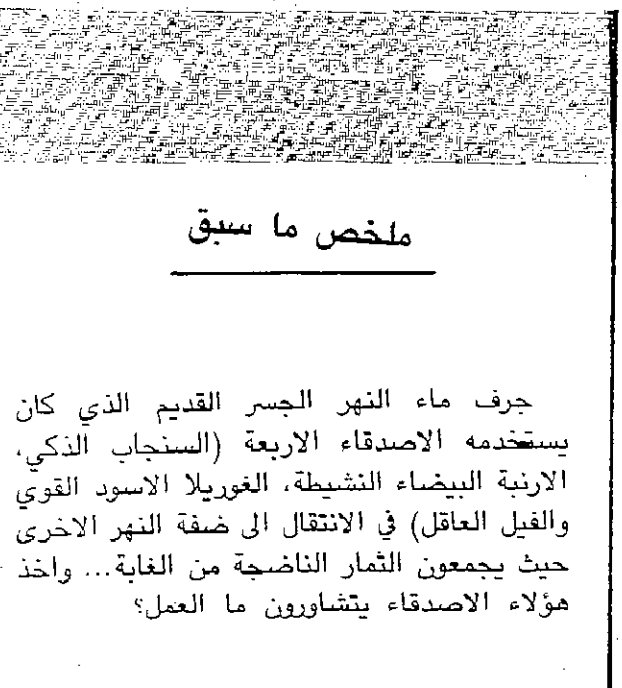 ملخص ما سبق
جرف ماء النهر الجسر القديم الذي كان
يستخدمه الاصدقاء الاربعة (السنجاب الذكي،
الارنبة البيضاء النشيطة، الغوريلا الاسود القوي
والفيل العاقل) في الانتقال الى ضفة النهر الاخرى
حيث يجمعون الثمار الناضجة من الغابة... واخذ
هؤلاء الاصدقاء يتشاورون ما العمل؟